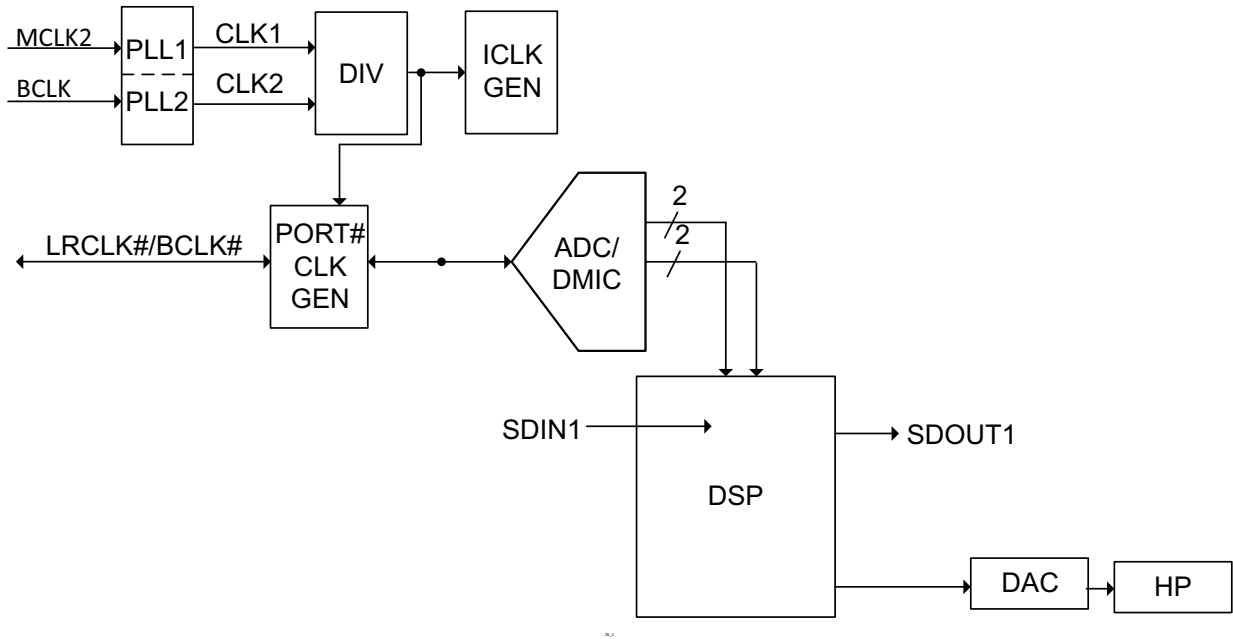 MCLK2
PLL1
CLK1
DIV
ICLK
GEN
BCLK
PLL2
CLK2
LRCLK#/BCLK#
PORT#
CLK
GEN
ADC/
DMIC
2
2
SDIN1
SDOUT1
DSP
DAC
HP